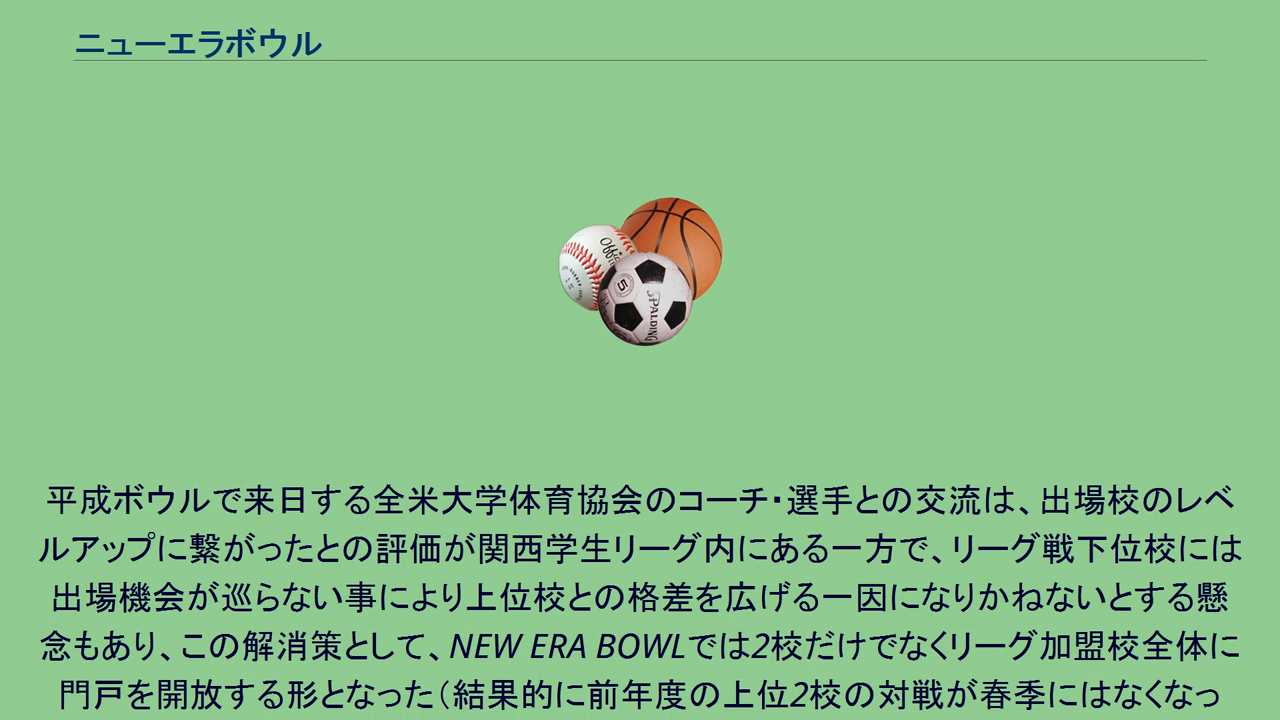 ニューエラボウル
Offi
5
SPALDING
平成ボウルで来日する全米大学体育協会のコーチ・選手との交流は、出場校のレベ
ルアップに繋がったとの評価が関西学生リーグ内にある一方で、リーグ戦下位校には
出場機会が巡らない事により上位校との格差を広げる一因になりかねないとする懸
念もあり、この解消策として、NEW ERA BOWLでは2校だけでなくリーグ加盟校全体に
門戸を開放する形となった（結果的に前年度の上位2校の対戦が春季にはなくなっ